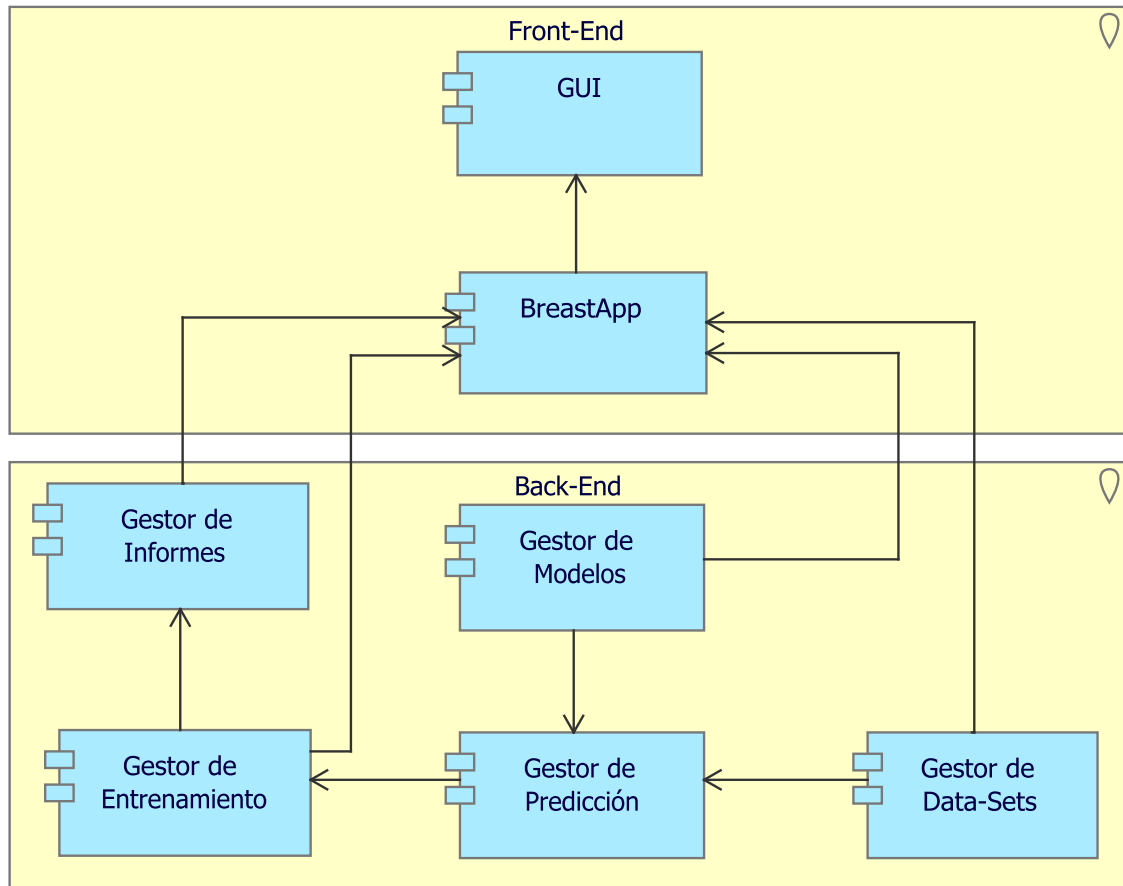 Front-End
GUI
BreastApp
Back-End
Gestor de
Informes
Gestor de
Modelos
Gestor de
Entrenamiento
Gestor de
Predicción
Gestor de
Data-Sets